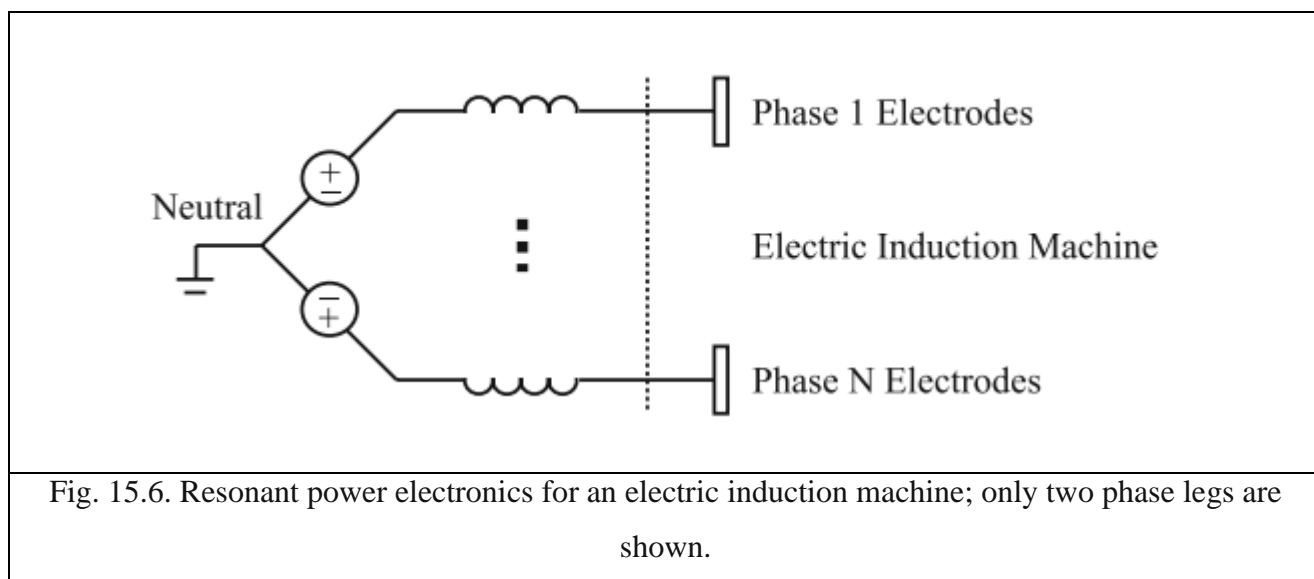 Phase 1 Electrodes
+
−
Neutral
Electric Induction Machine
−
+
Phase N Electrodes
Fig. 15.6. Resonant power electronics for an electric induction machine; only two phase legs are
shown.